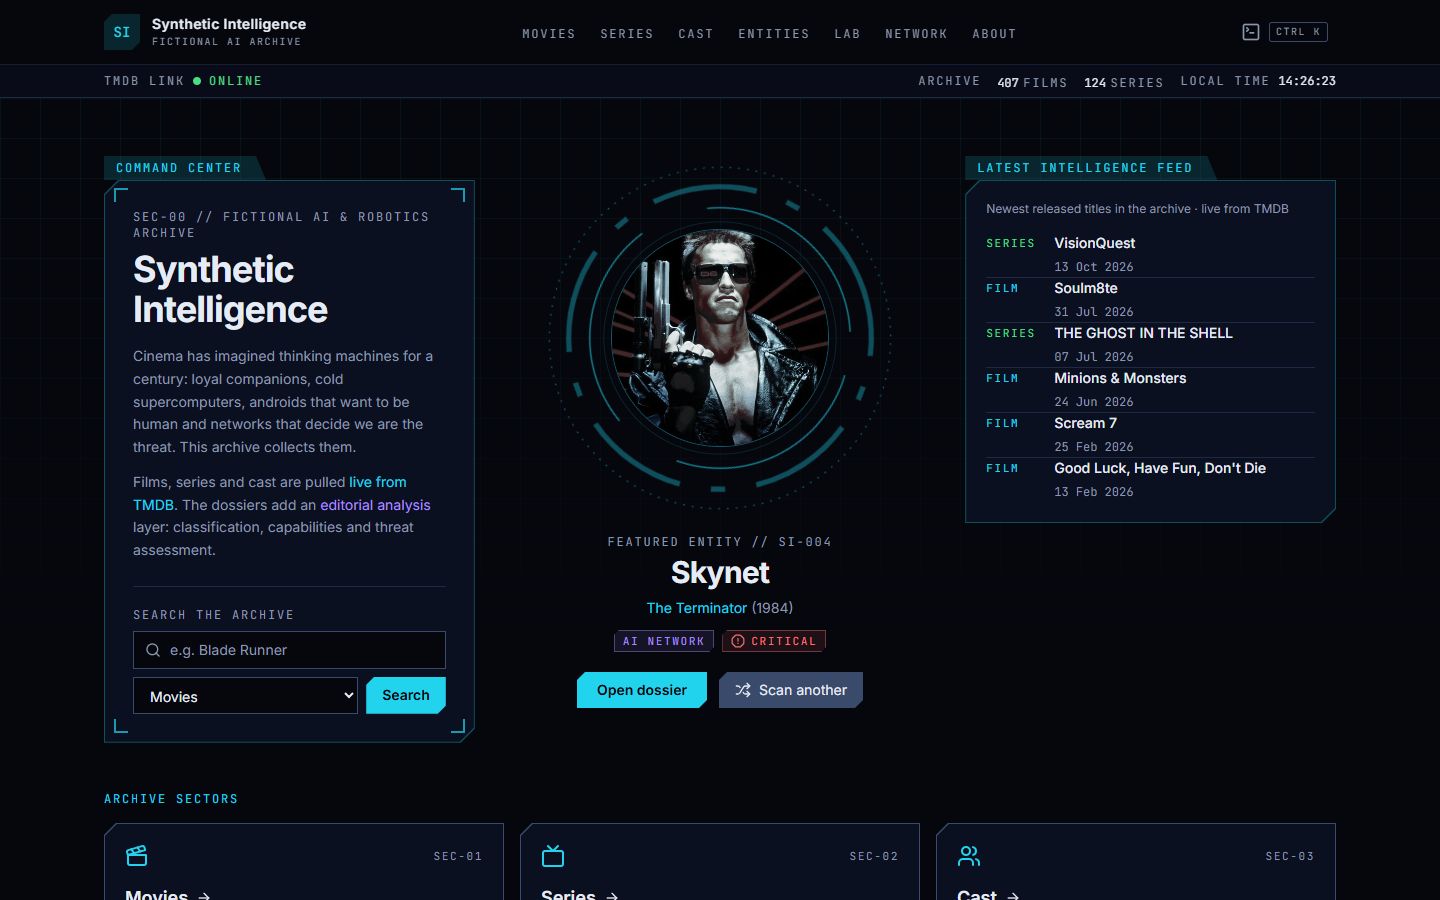 SI
Synthetic Intelligence
FICTIONAL AI ARCHIVE
MOVIES SERIES CAST ENTITIES LAB NETWORK ABOUT
CTRL K
TMDB LINK ONLINE
ARCHIVE 407 FILMS 124 SERIES LOCAL TIME 14:26:23
COMMAND CENTER
SEC-00 // FICTIONAL AI & ROBOTICS
ARCHIVE
Synthetic
Intelligence
Cinema has imagined thinking machines for a
century: loyal companions, cold
supercomputers, androids that want to be
human and networks that decide we are the
threat. This archive collects them.
Films, series and cast are pulled live from
TMDB. The dossiers add an editorial analysis
layer: classification, capabilities and threat
assessment.
SEARCH THE ARCHIVE
e.g. Blade Runner
Movies
Search
FEATURED ENTITY // SI-004
Skynet
The Terminator (1984)
AI NETWORK
CRITICAL
Open dossier
Scan another
LATEST INTELLIGENCE FEED
Newest released titles in the archive · live from TMDB
SERIES VisionQuest
13 Oct 2026
FILM Soulm8te
31 Jul 2026
SERIES THE GHOST IN THE SHELL
07 Jul 2026
FILM Minions & Monsters
24 Jun 2026
FILM Scream 7
25 Feb 2026
FILM Good Luck, Have Fun, Don't Die
13 Feb 2026
ARCHIVE SECTORS
SEC-01
Movies →
SEC-02
Series →
SEC-03
Cast →